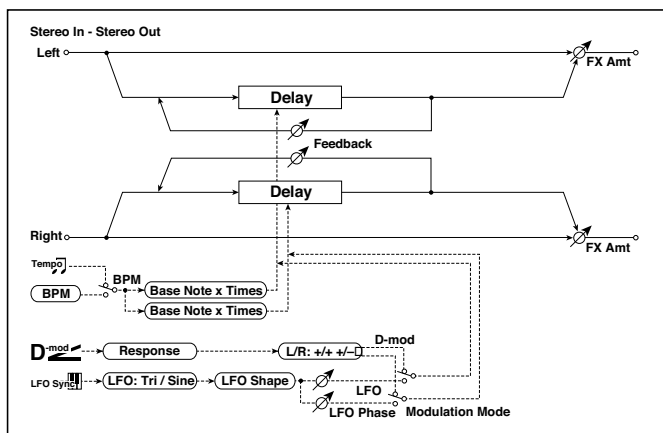 Stereo In - Stereo Out
Left
FX Amt
Delay
Feedback
Delay
Right
FX Amt
Tempo
BPM
BPM
Base Note x Times
Base Note x Times
D-mod
D-mod
Response
L/R: +/+ +/–
LFO Sync
LFO: Tri / Sine
LFO Shape
LFO
LFO Phase
Modulation Mode